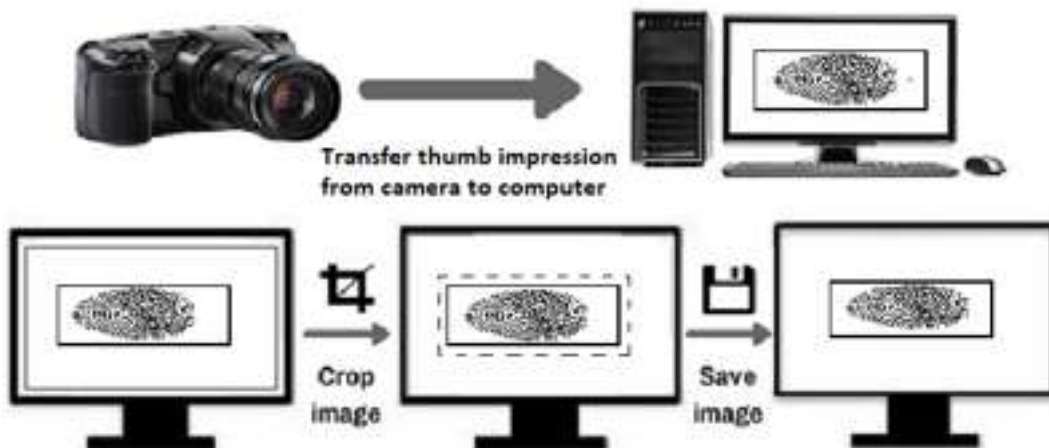 Transfer thumb impression
from camera to computer
Crop
image
Save
image